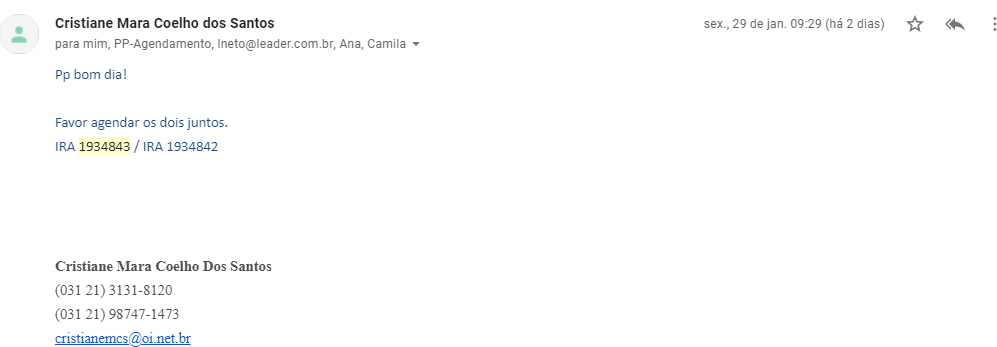 Cristiane Mara Coelho dos Santos
sex., 29 de jan. 09:29 (há 2 dias)
para mim, PP-Agendamento, lneto@leader.com.br, Ana, Camila
Pp bom dia!
Favor agendar os dois juntos.
IRA 1934843 / IRA 1934842
Cristiane Mara Coelho Dos Santos
(031 21) 3131-8120
(031 21) 98747-1473
cristianemcs@oi.net.br